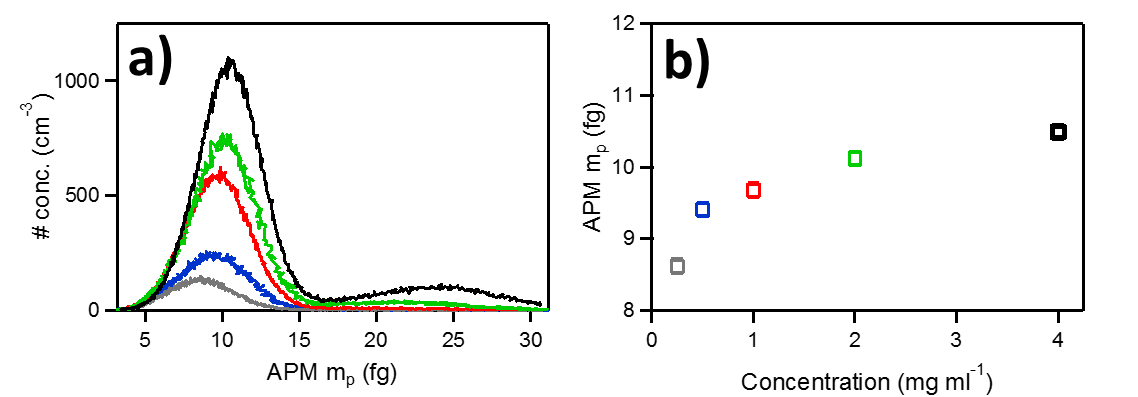 a)
1000
500
0
# conc. (cm⁻³)
5 10 15 20 25 30
APM mₚ (fg)
b)
12
11
10
9
8
APM mₚ (fg)
0 1 2 3 4
Concentration (mg ml⁻¹)